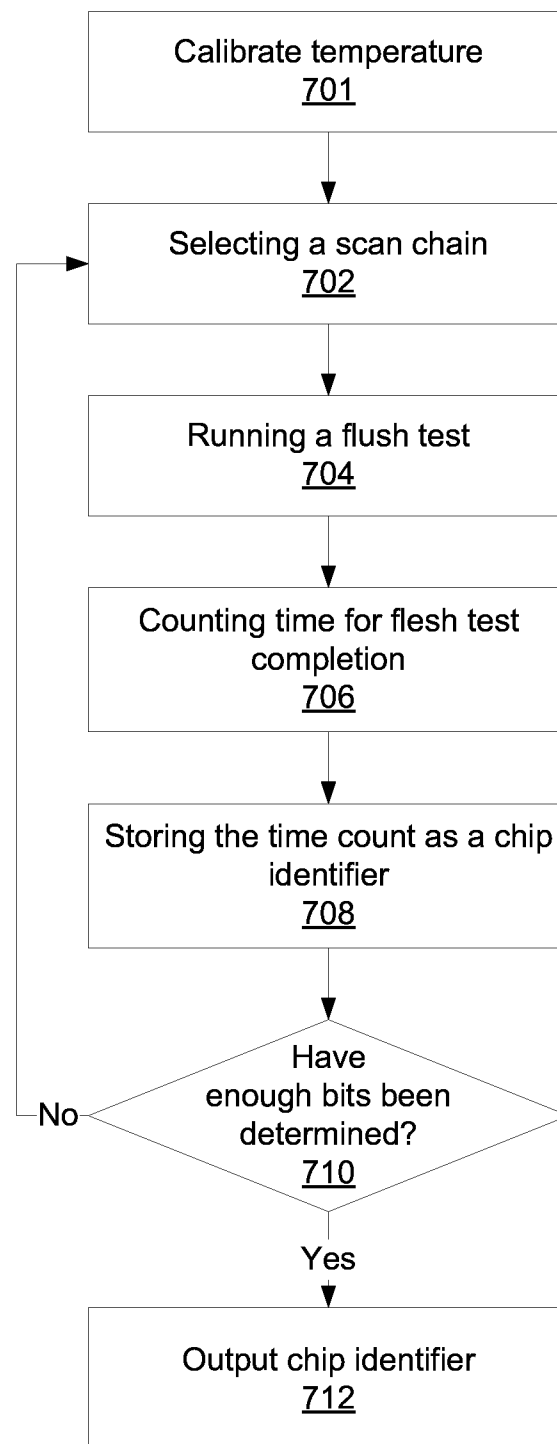 Calibrate temperature
701
Selecting a scan chain
702
Running a flush test
704
Counting time for flesh test
completion
706
Storing the time count as a chip
identifier
708
Have
enough bits been
determined?
710
No
Yes
Output chip identifier
712